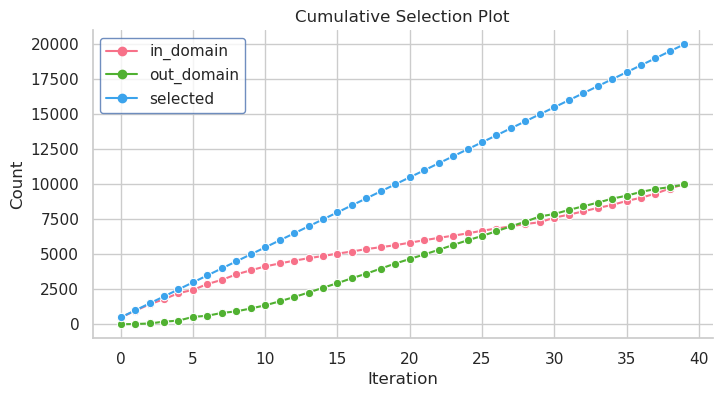 Cumulative Selection Plot
in_domain
out_domain
selected
20000
17500
15000
12500
10000
7500
5000
2500
0
Count
0 5 10 15 20 25 30 35 40
Iteration